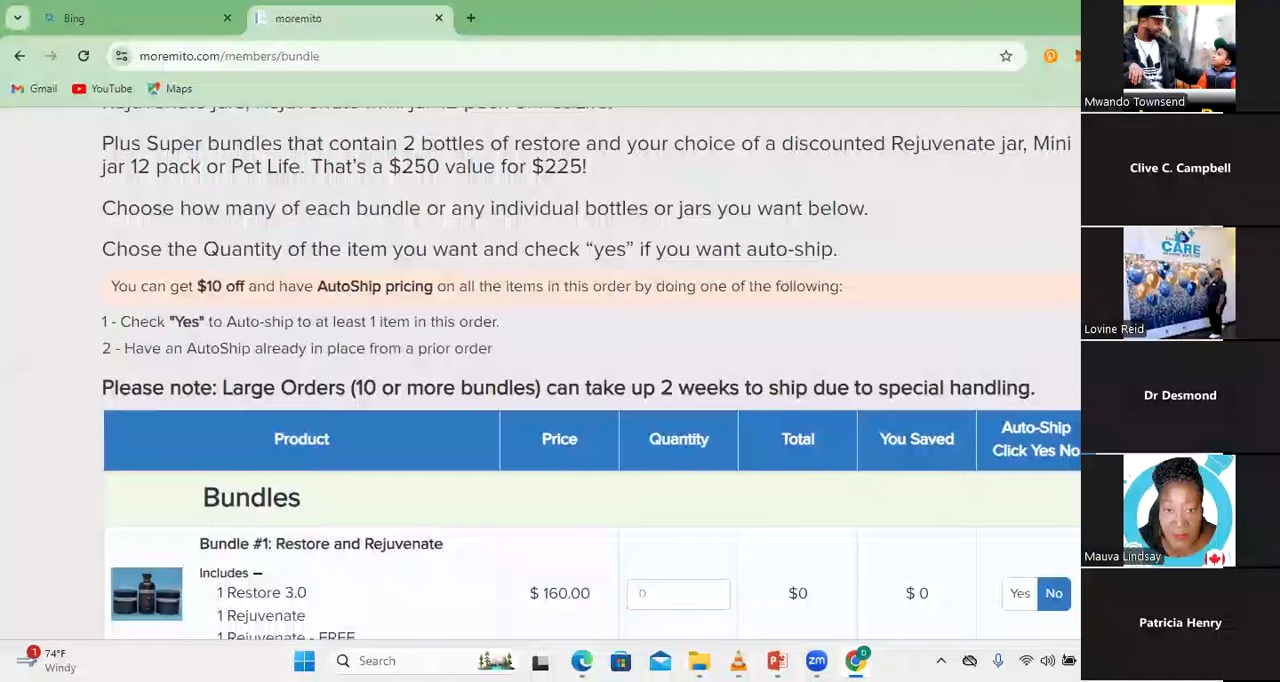 Bing
moremito
moremito.com/members/bundle
Gmail
YouTube
Maps
Plus Super bundles that contain 2 bottles of restore and your choice of a discounted Rejuvenate jar, Mini
jar 12 pack or Pet Life. That's a $250 value for $225!
Choose how many of each bundle or any individual bottles or jars you want below.
Chose the Quantity of the item you want and check “yes” if you want auto-ship.
You can get $10 off and have AutoShip pricing on all the items in this order by doing one of the following:
1 - Check "Yes" to Auto-ship to at least 1 item in this order.
2 - Have an AutoShip already in place from a prior order
Please note: Large Orders (10 or more bundles) can take up 2 weeks to ship due to special handling.
Product Price Quantity Total You Saved Auto-Ship
Click Yes No
Bundles
Bundle #1: Restore and Rejuvenate
Includes –
1 Restore 3.0
$ 160.00 0 $0 $ 0 Yes No
1 Rejuvenate
1 Rejuvenate - FREE
1
74°F
Windy
Search
zm
D
Mwando Townsend
Clive C. Campbell
CARE
Lovine Reid
Dr Desmond
Mauva Lindsay
Patricia Henry